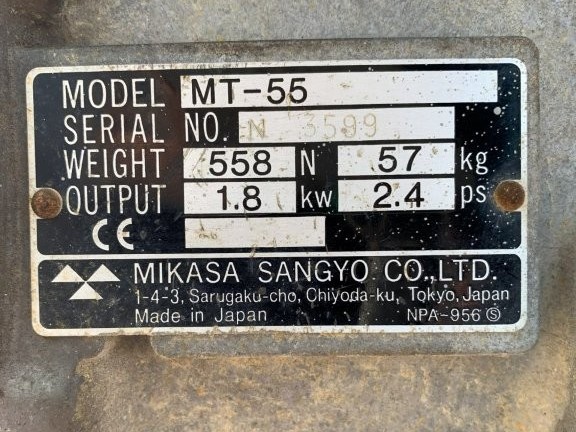 MODEL MT-55
SERIAL NO. N 3599
WEIGHT 558 N 57 kg
OUTPUT 1.8 kw 2.4 ps
CE
MIKASA SANGYO CO.,LTD.
1-4-3, Sarugaku-cho, Chiyoda-ku, Tokyo, Japan
Made in Japan NPA-956 Ⓢ